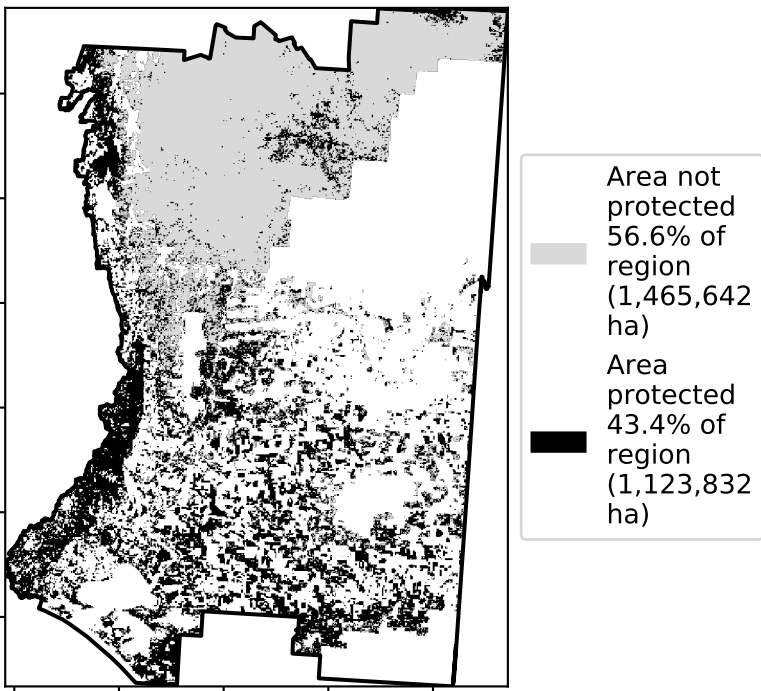 Area not
protected
56.6% of
region
(1,465,642
ha)
Area
protected
43.4% of
region
(1,123,832
ha)